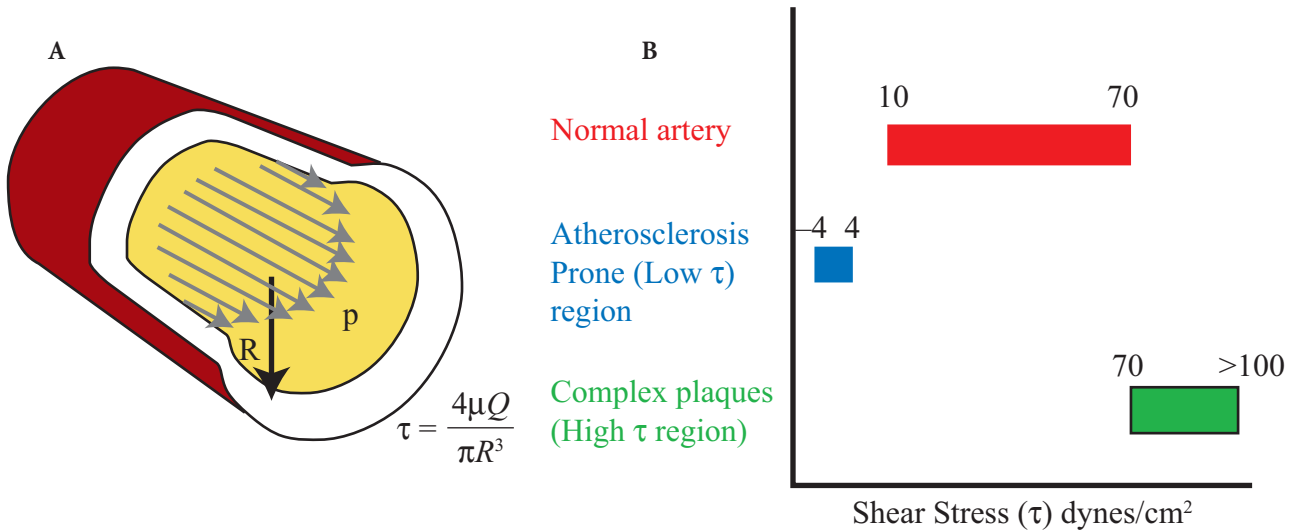 A
R
p
τ = 4μQ / πR³
B
10 70
Normal artery
–4 4
Atherosclerosis
Prone (Low τ)
region
70 >100
Complex plaques
(High τ region)
Shear Stress (τ) dynes/cm²